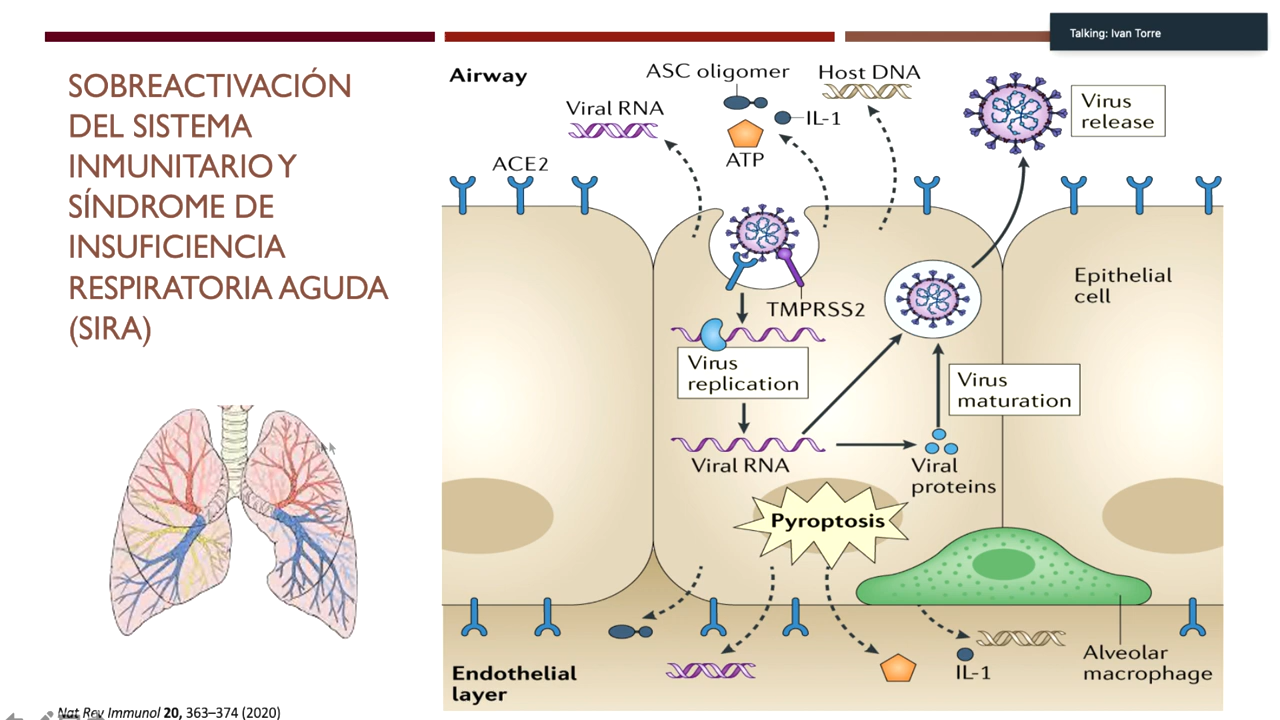 Talking: Ivan Torre
SOBREACTIVACIÓN
DEL SISTEMA
INMUNITARIO Y
SÍNDROME DE
INSUFICIENCIA
RESPIRATORIA AGUDA
(SIRA)
Airway
ASC oligomer
Host DNA
Viral RNA
IL-1
ATP
Virus
release
ACE2
TMPRSS2
Epithelial
cell
Virus
replication
Virus
maturation
Viral RNA
Viral
proteins
Pyroptosis
Endothelial
layer
IL-1
Alveolar
macrophage
Nat Rev Immunol 20, 363–374 (2020)